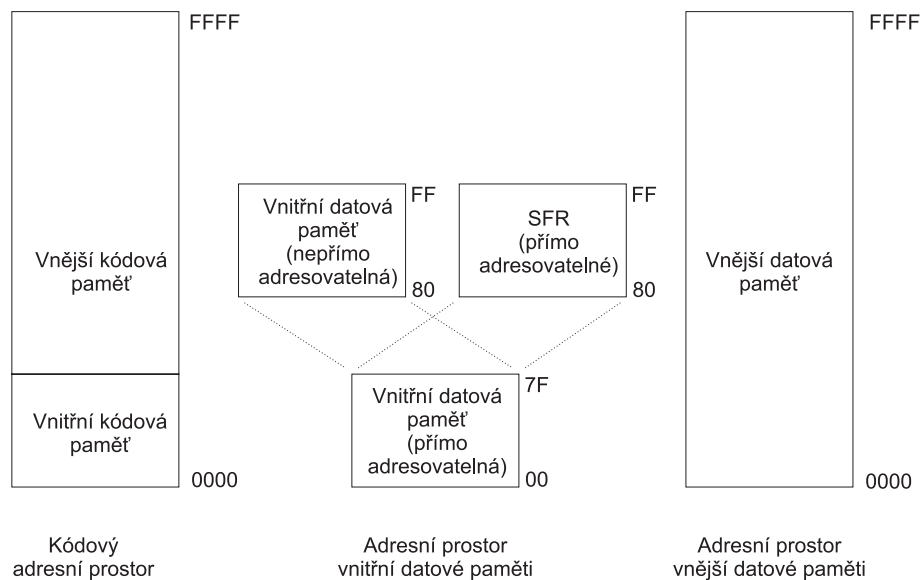 FFFF
Vnější kódová
paměť
Vnitřní kódová
paměť
0000
Kódový
adresní prostor
Vnitřní datová
paměť
(nepřímo
adresovatelná)
FF
80
SFR
(přímo
adresovatelné)
FF
80
Vnitřní datová
paměť
(přímo
adresovatelná)
7F
00
Adresní prostor
vnitřní datové paměti
FFFF
Vnější datová
paměť
0000
Adresní prostor
vnější datové paměti